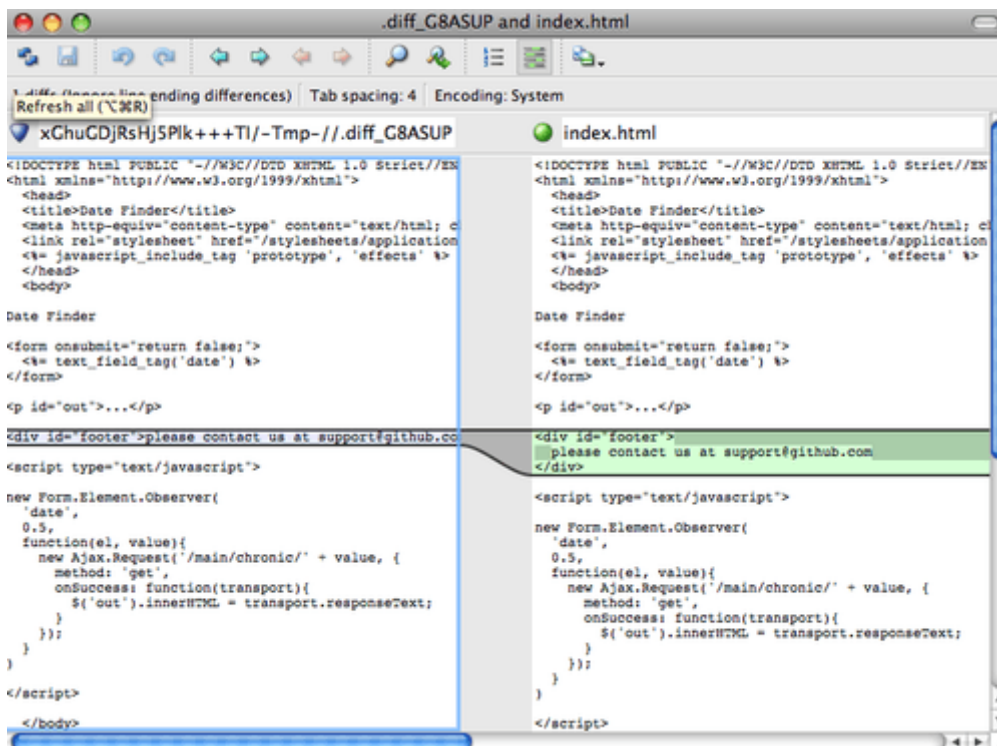 .diff_G8ASUP and index.html
ending differences) Tab spacing: 4 Encoding: System
Refresh all (⌥⌘R)
xGhuGDjRsHj5Plk+++TI/-Tmp-//.diff_G8ASUP
index.html
<!DOCTYPE html PUBLIC "-//W3C//DTD XHTML 1.0 Strict//EN
<html xmlns="http://www.w3.org/1999/xhtml">
<head>
<title>Date Finder</title>
<meta http-equiv="content-type" content="text/html; c
<link rel="stylesheet" href="/stylesheets/application
<%= javascript_include_tag 'prototype', 'effects' %>
</head>
<body>
Date Finder
<form onsubmit="return false;">
<%= text_field_tag('date') %>
</form>
<p id="out">...</p>
<div id="footer">please contact us at support@github.co
<script type="text/javascript">
new Form.Element.Observer(
'date',
0.5,
function(el, value){
new Ajax.Request('/main/chronic/' + value, {
method: 'get',
onSuccess: function(transport){
$('out').innerHTML = transport.responseText;
}
});
}
)
</script>
</body>
<!DOCTYPE html PUBLIC "-//W3C//DTD XHTML 1.0 Strict//EN
<html xmlns="http://www.w3.org/1999/xhtml">
<head>
<title>Date Finder</title>
<meta http-equiv="content-type" content="text/html; c
<link rel="stylesheet" href="/stylesheets/application
<%= javascript_include_tag 'prototype', 'effects' %>
</head>
<body>
Date Finder
<form onsubmit="return false;">
<%= text_field_tag('date') %>
</form>
<p id="out">...</p>
<div id="footer">
please contact us at support@github.com
</div>
<script type="text/javascript">
new Form.Element.Observer(
'date',
0.5,
function(el, value){
new Ajax.Request('/main/chronic/' + value, {
method: 'get',
onSuccess: function(transport){
$('out').innerHTML = transport.responseText;
}
});
}
)
</script>